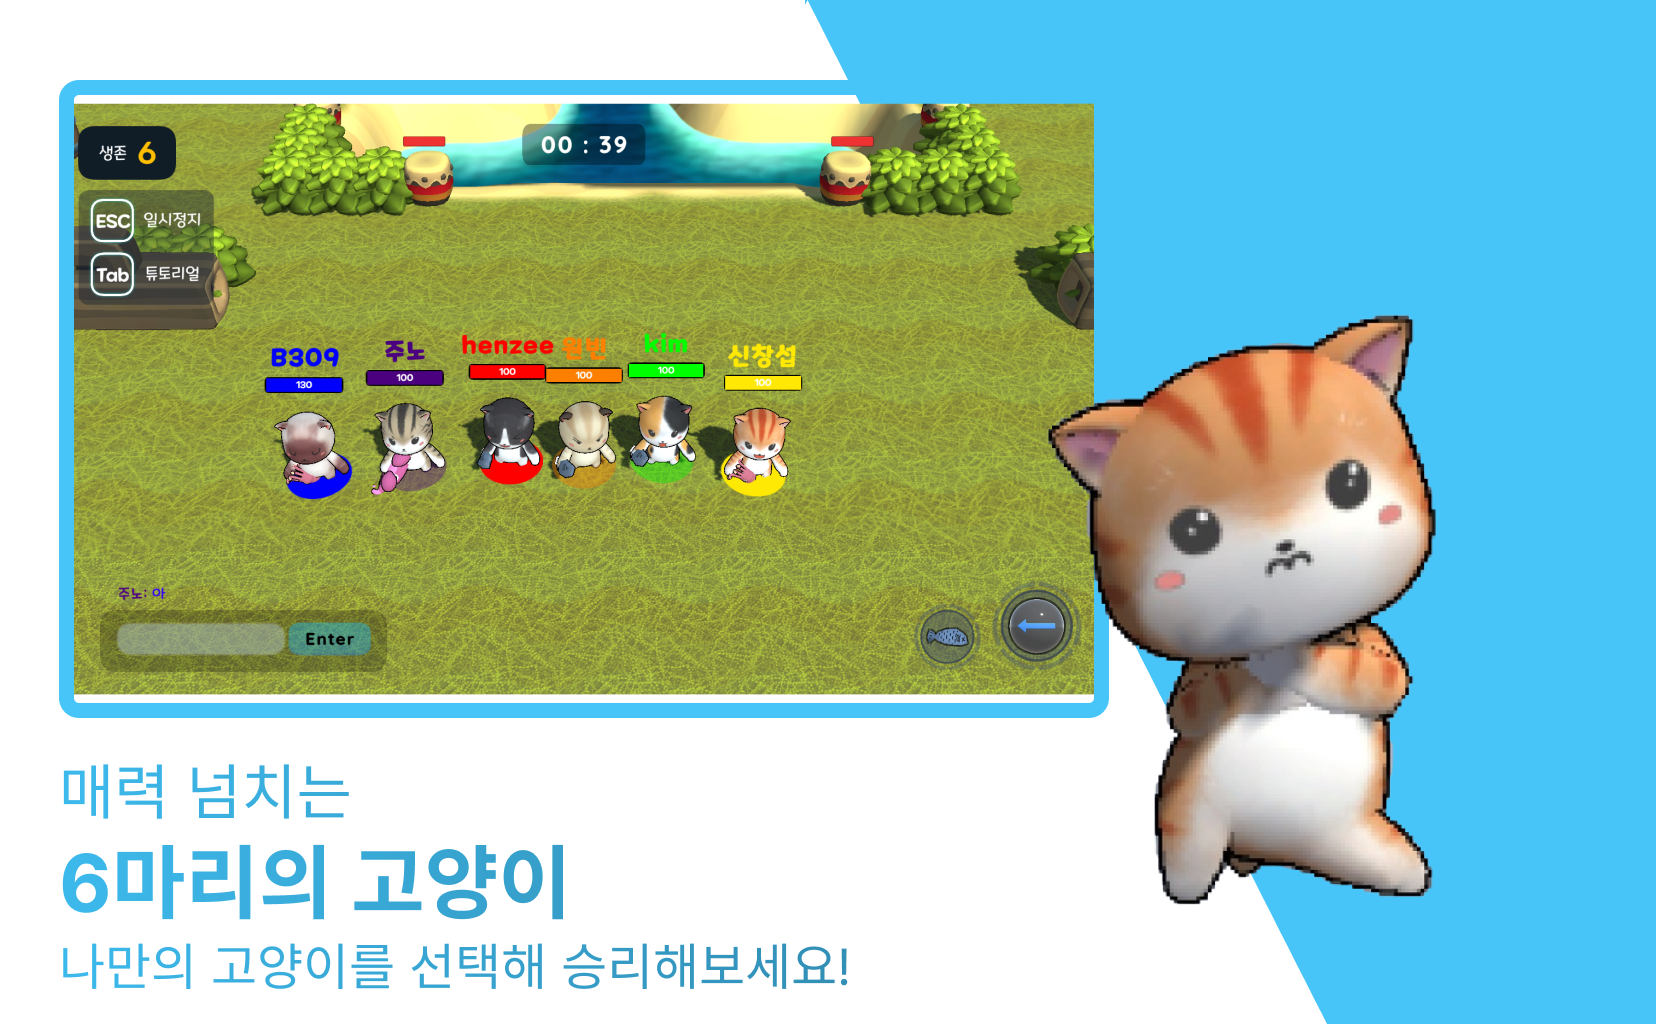 생존 6
00 : 39
ESC 일시정지
Tab 튜토리얼
B309 주노 henzee 원빈 kim 신창섭
130 100 100 100 100 100
주노: 아
Enter
매력 넘치는
6마리의 고양이
나만의 고양이를 선택해 승리해보세요!